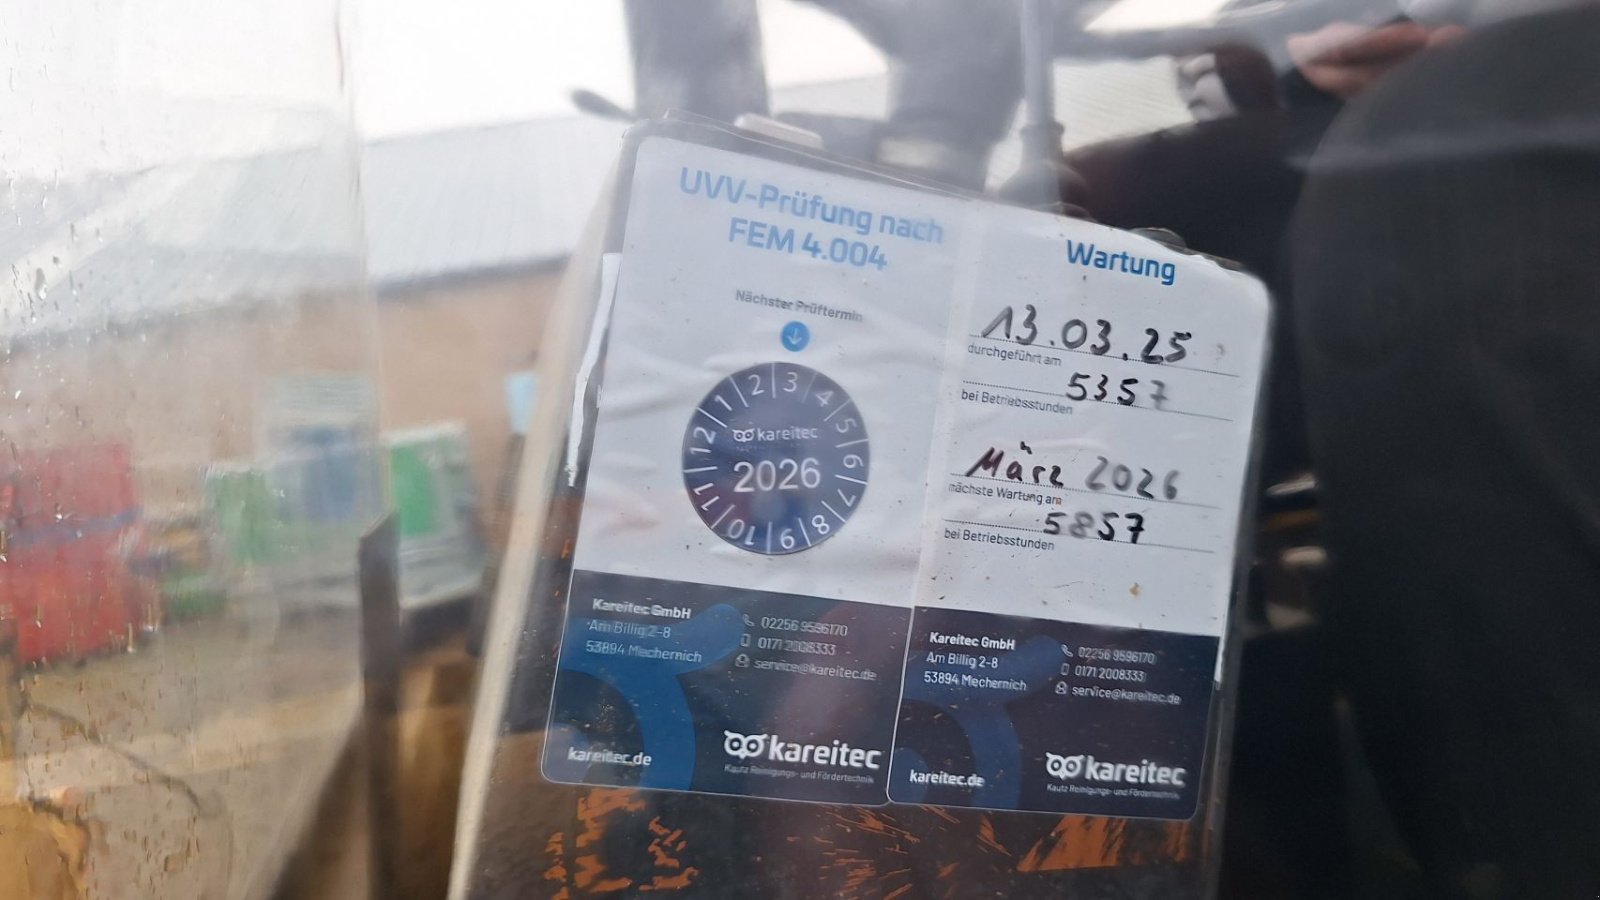 UVV-Prüfung nach
FEM 4.004
Nächster Prüftermin
1 2 3 4 5 6 7 8 9 10 11 12
kareitec
2026
Kareitec GmbH
Am Billig 2-8
53894 Mechernich
02256 9596170
0171 2008333
service@kareitec.de
kareitec.de
kareitec
Kautz Reinigungs- und Fördertechnik
Wartung
13.03.25
durchgeführt am
5357
bei Betriebsstunden
März 2026
nächste Wartung am
5857
bei Betriebsstunden
Kareitec GmbH
Am Billig 2-8
53894 Mechernich
02256 9596170
0171 2008333
service@kareitec.de
kareitec.de
kareitec
Kautz Reinigungs- und Fördertechnik